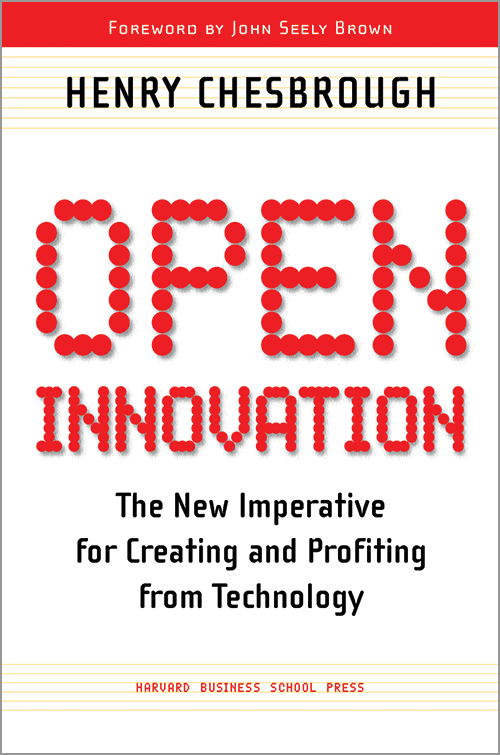 Foreword by John Seely Brown
HENRY CHESBROUGH
OPEN
INNOVATION
The New Imperative
for Creating and Profiting
from Technology
HARVARD BUSINESS SCHOOL PRESS